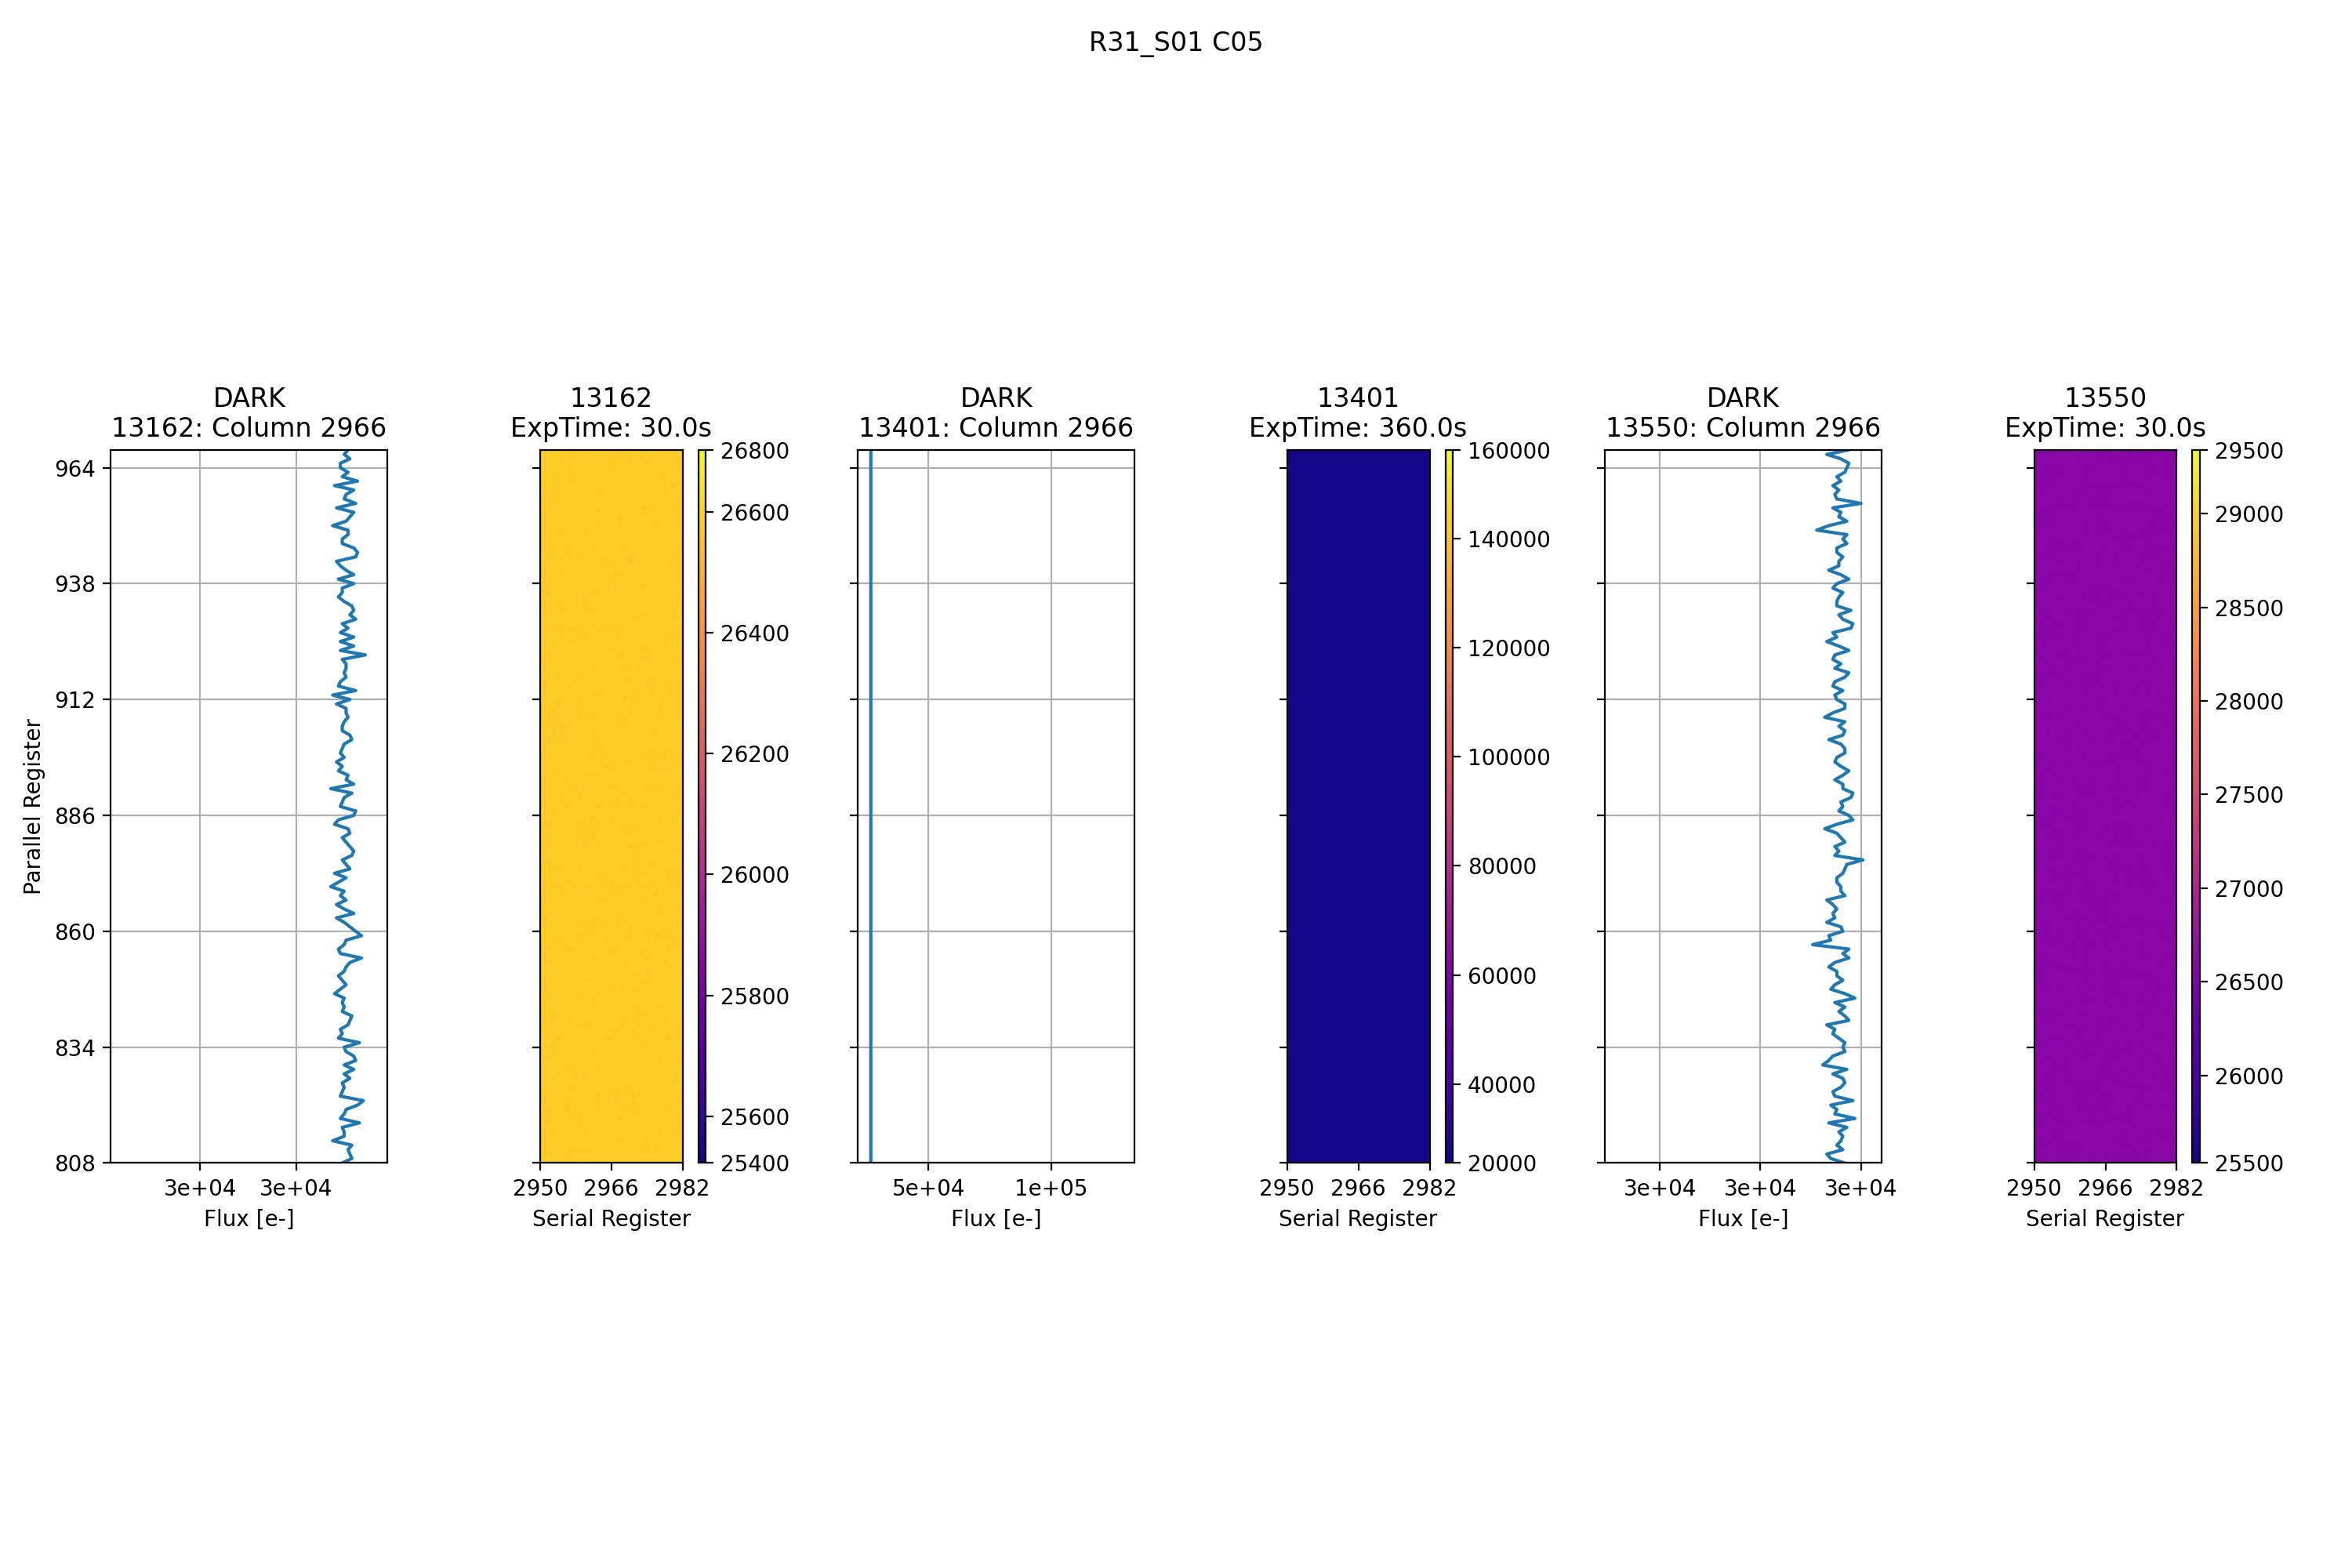 R31_S01 C05
DARK
13162: Column 2966
13162
ExpTime: 30.0s
DARK
13401: Column 2966
13401
ExpTime: 360.0s
DARK
13550: Column 2966
13550
ExpTime: 30.0s
Parallel Register
964
938
912
886
860
834
808
3e+04 3e+04
Flux [e-]
26800
26600
26400
26200
26000
25800
25600
25400
2950 2966 2982
Serial Register
5e+04 1e+05
Flux [e-]
160000
140000
120000
100000
80000
60000
40000
20000
2950 2966 2982
Serial Register
3e+04 3e+04 3e+04
Flux [e-]
29500
29000
28500
28000
27500
27000
26500
26000
25500
2950 2966 2982
Serial Register